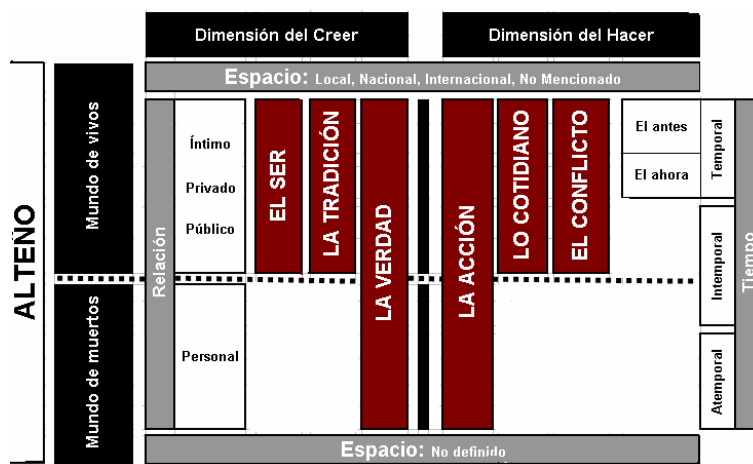 Dimensión del Creer
Dimensión del Hacer
Espacio: Local, Nacional, Internacional, No Mencionado
ALTEÑO
Mundo de vivos
Mundo de muertos
Relación
Íntimo
Privado
Público
Personal
EL SER
LA TRADICIÓN
LA VERDAD
LA ACCIÓN
LO COTIDIANO
EL CONFLICTO
El antes
El ahora
Temporal
Intemporal
Atemporal
Tiempo
Espacio: No definido